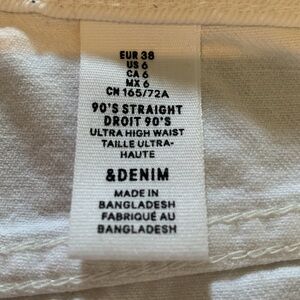 EUR 38
US 6
CA 6
MX 6
CN 165/72A
90'S STRAIGHT
DROIT 90'S
ULTRA HIGH WAIST
TAILLE ULTRA-
HAUTE
&DENIM
MADE IN
BANGLADESH
FABRIQUÉ AU
BANGLADESH